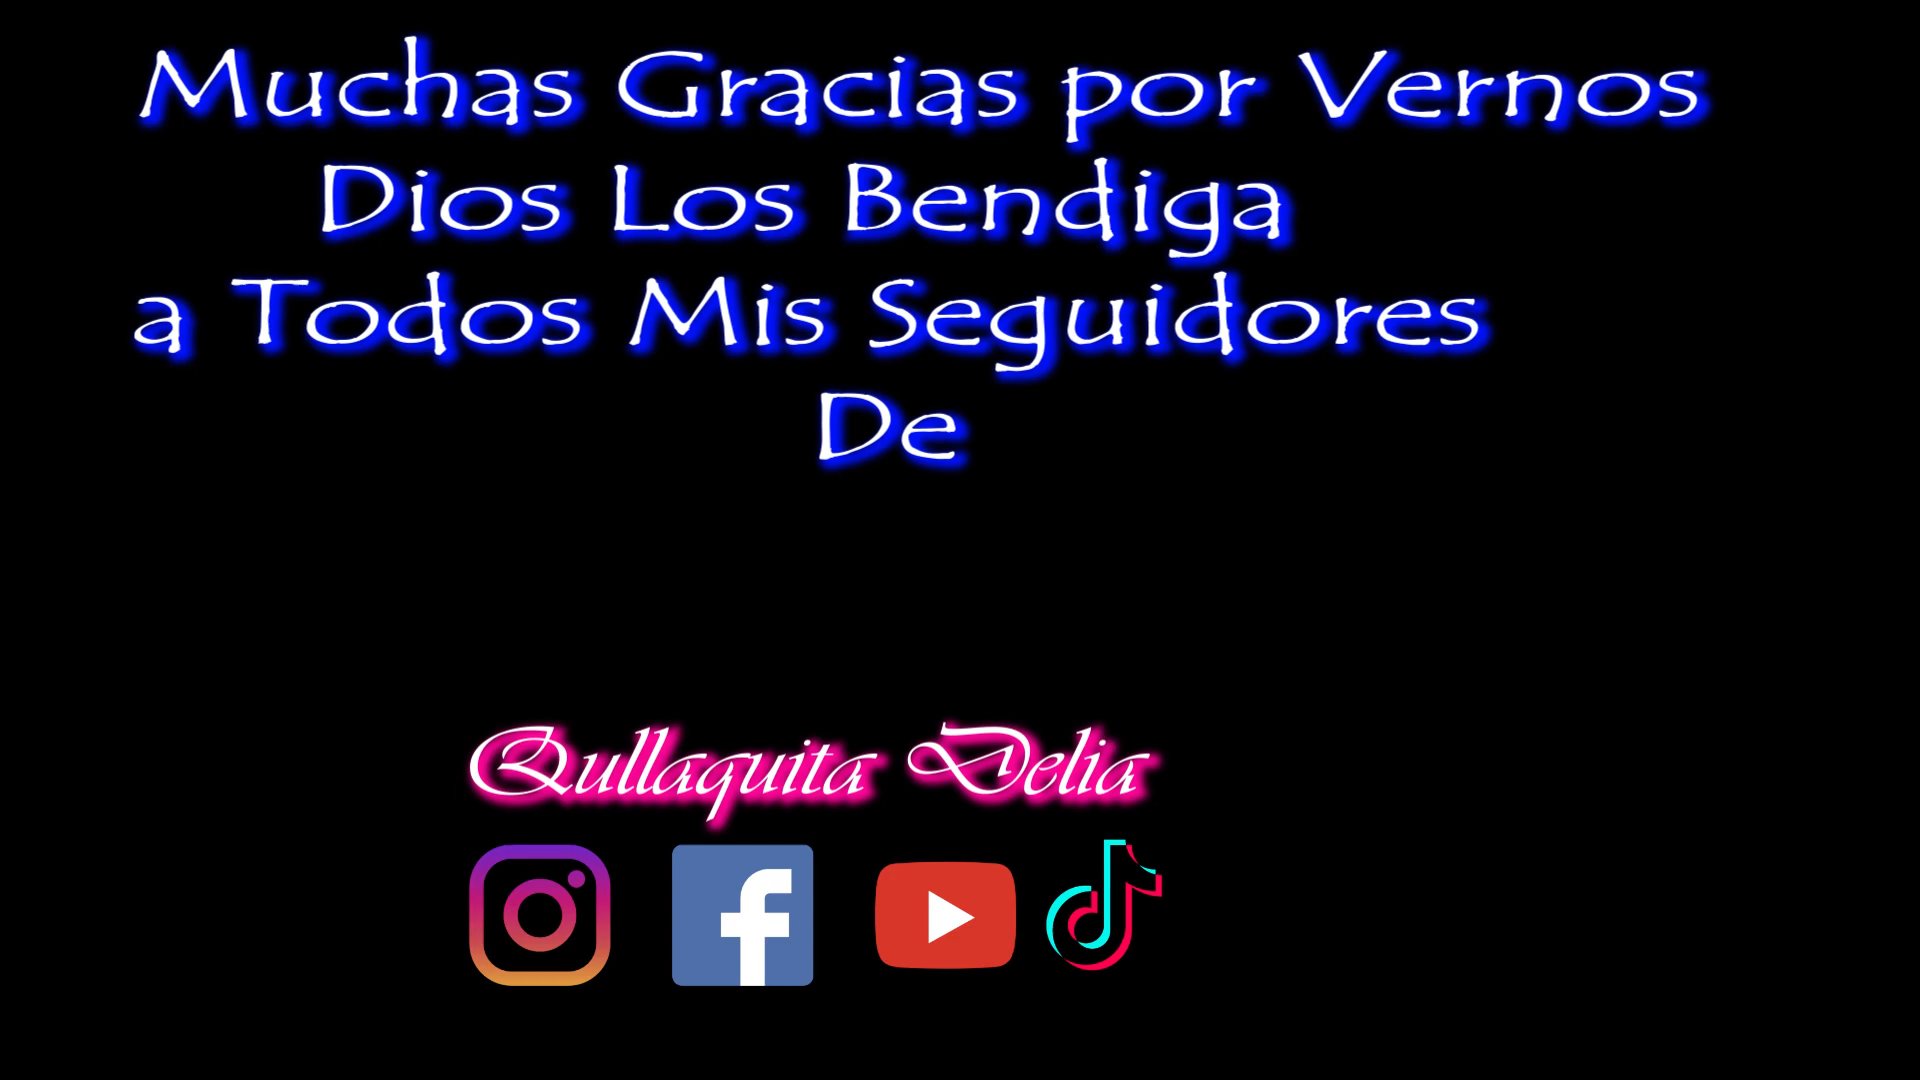 Muchas Gracias por Vernos
Dios Los Bendiga
a Todos Mis Seguidores
De
Qullaquita Delia